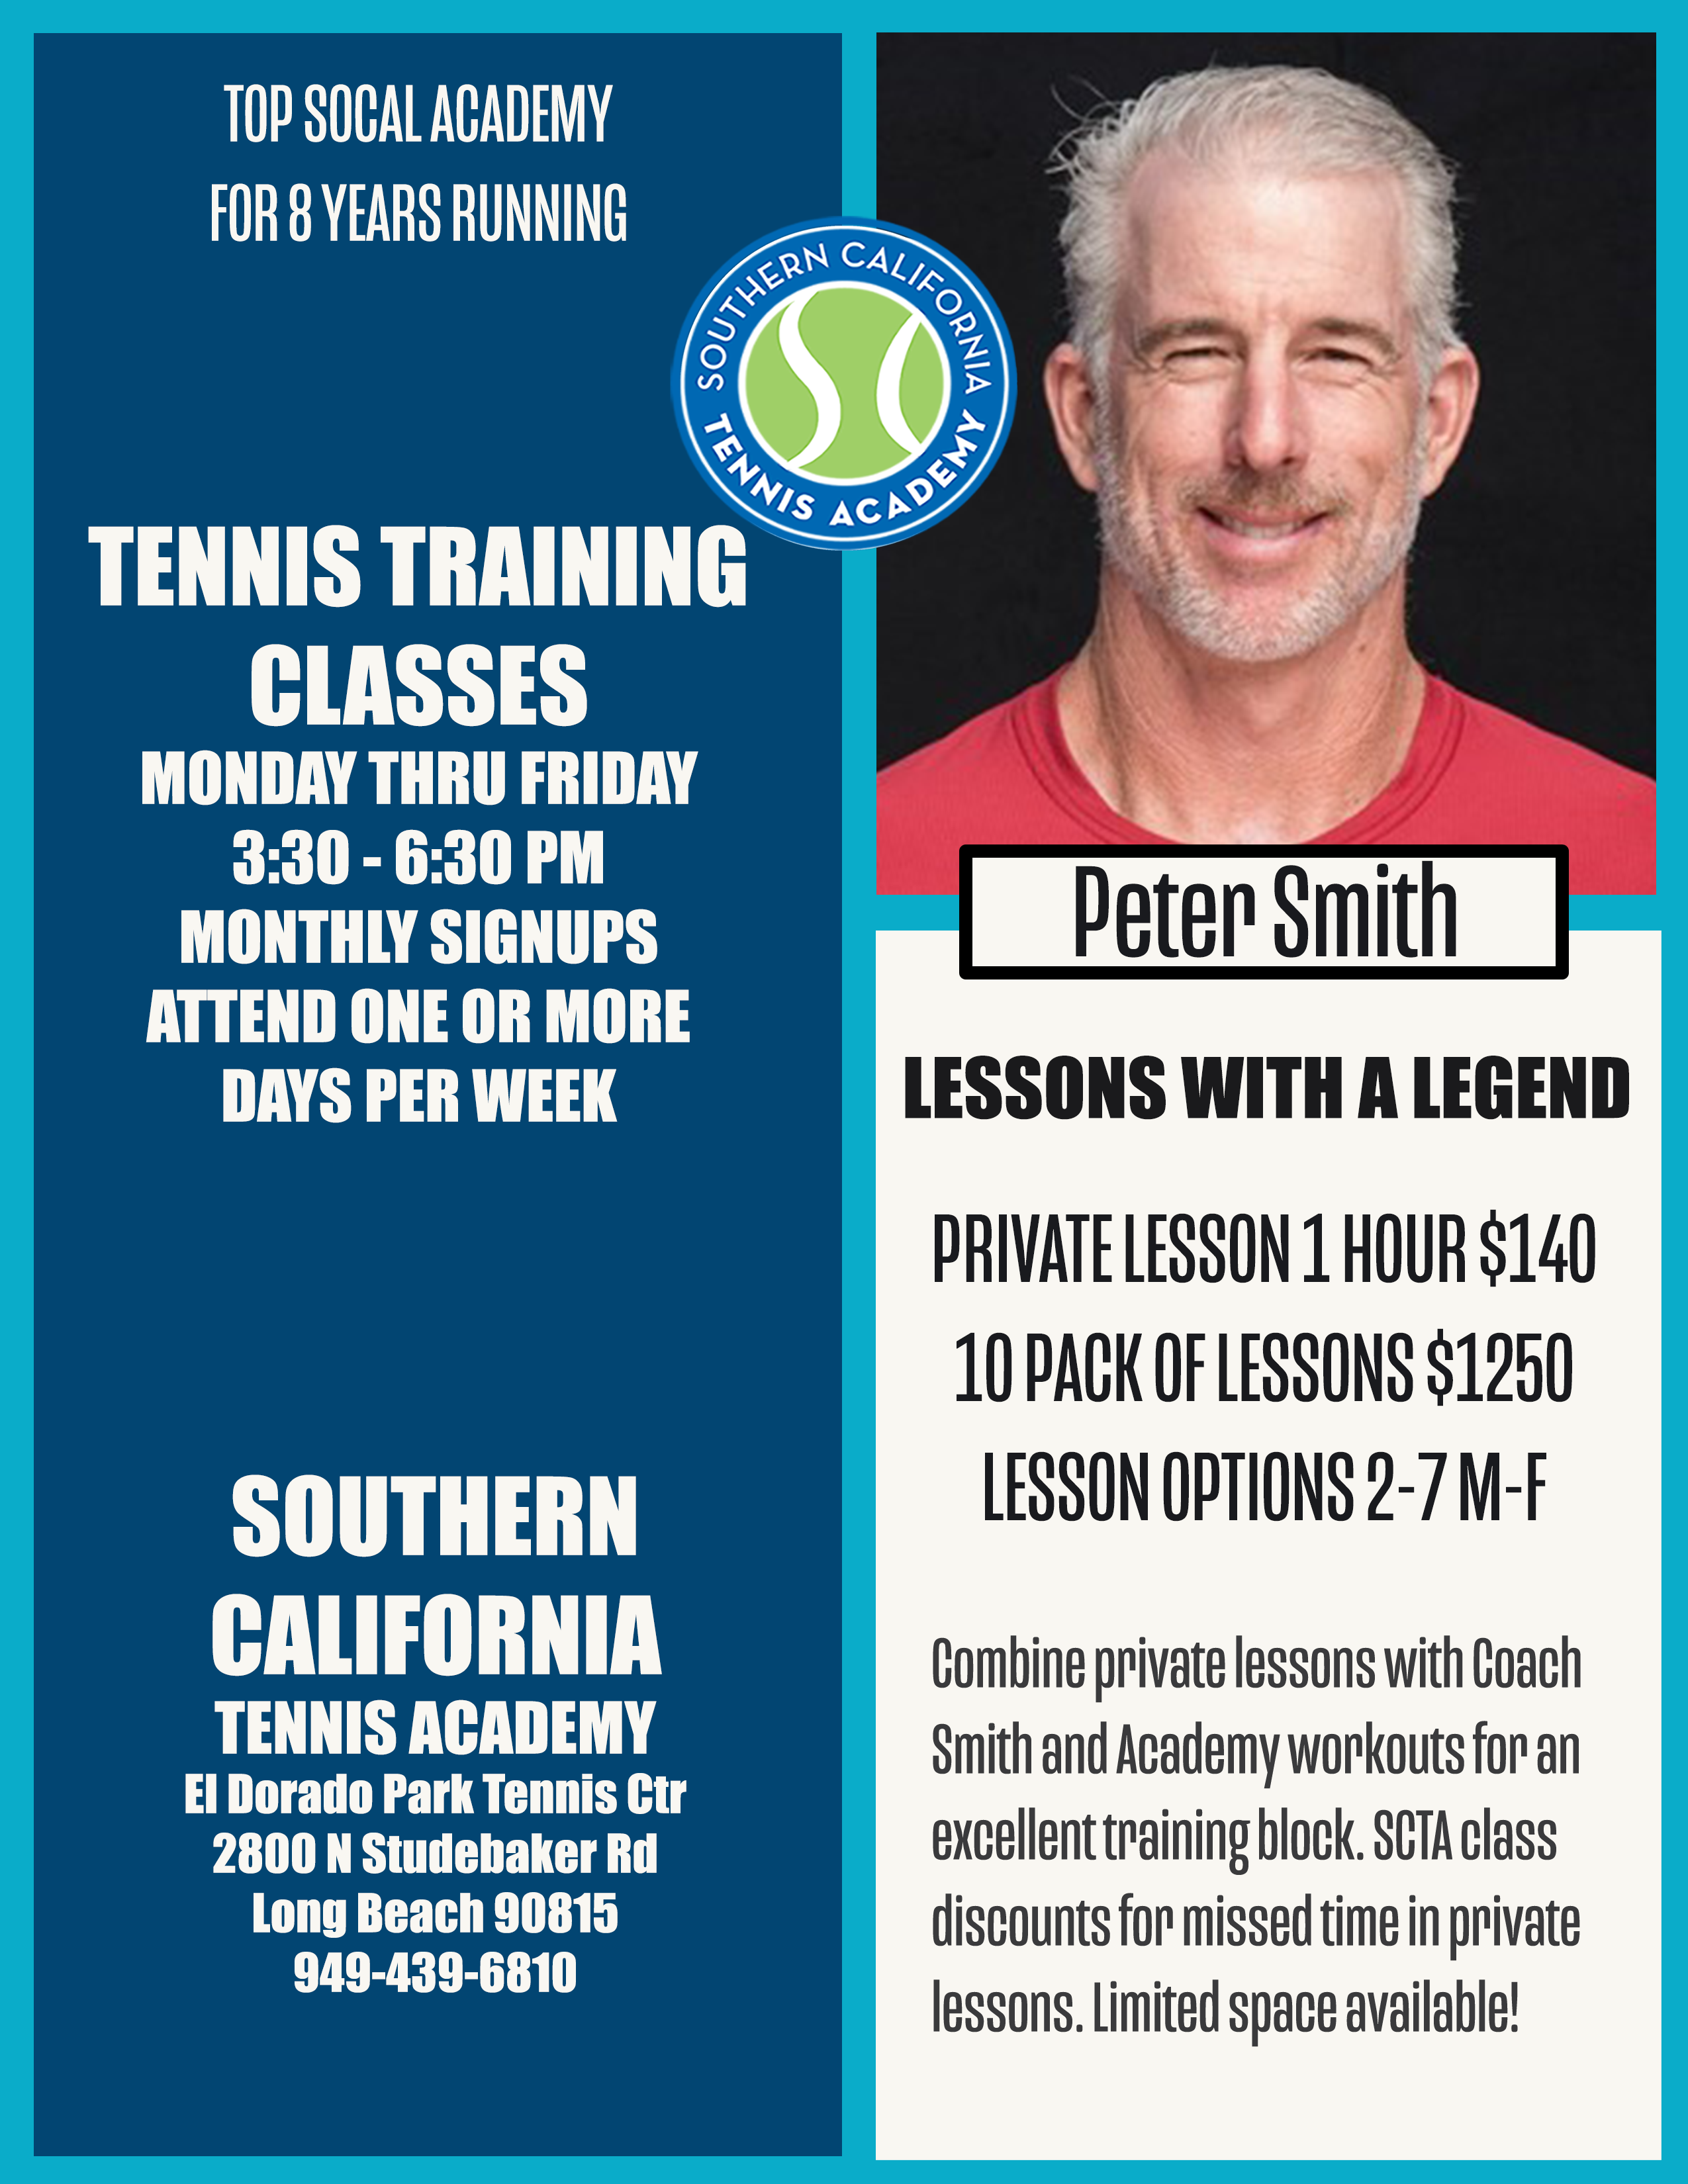 TOP SOCAL ACADEMY
FOR 8 YEARS RUNNING
SOUTHERN CALIFORNIA
TENNIS ACADEMY
TENNIS TRAINING
CLASSES
MONDAY THRU FRIDAY
3:30 - 6:30 PM
MONTHLY SIGNUPS
ATTEND ONE OR MORE
DAYS PER WEEK
SOUTHERN
CALIFORNIA
TENNIS ACADEMY
El Dorado Park Tennis Ctr
2800 N Studebaker Rd
Long Beach 90815
949-439-6810
Peter Smith
LESSONS WITH A LEGEND
PRIVATE LESSON 1 HOUR $140
10 PACK OF LESSONS $1250
LESSON OPTIONS 2-7 M-F
Combine private lessons with Coach
Smith and Academy workouts for an
excellent training block. SCTA class
discounts for missed time in private
lessons. Limited space available!